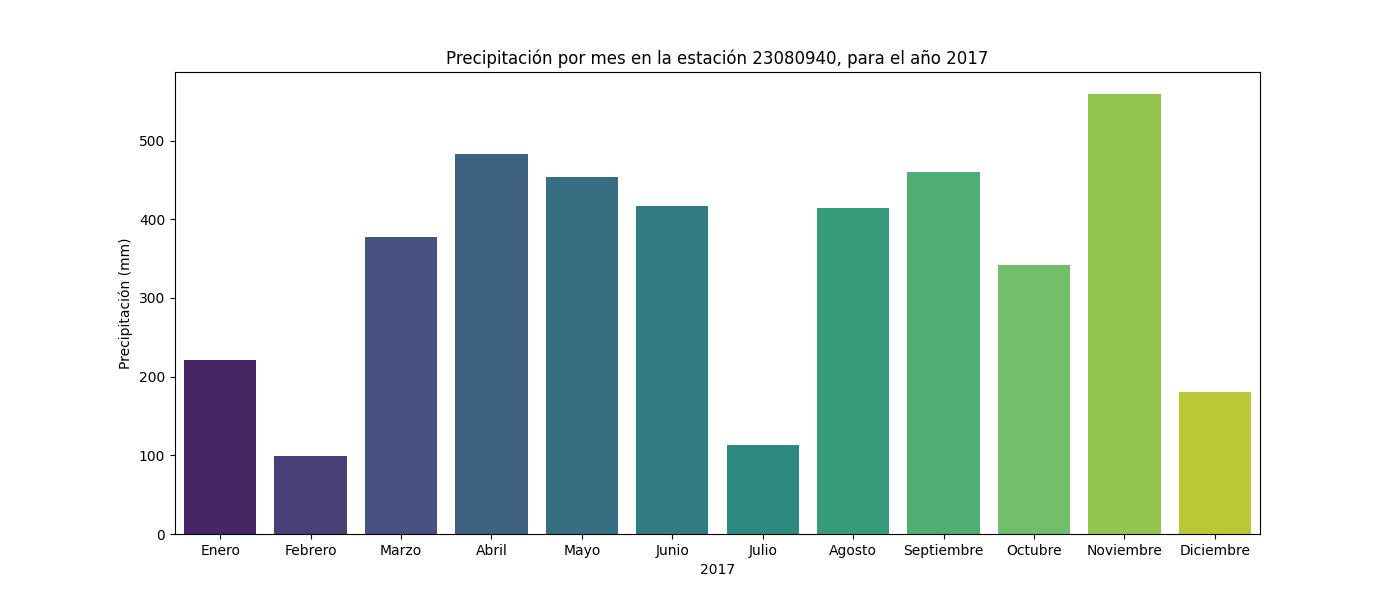 Precipitación por mes en la estación 23080940, para el año 2017
Precipitación (mm)
500
400
300
200
100
0
Enero Febrero Marzo Abril Mayo Junio Julio Agosto Septiembre Octubre Noviembre Diciembre
2017